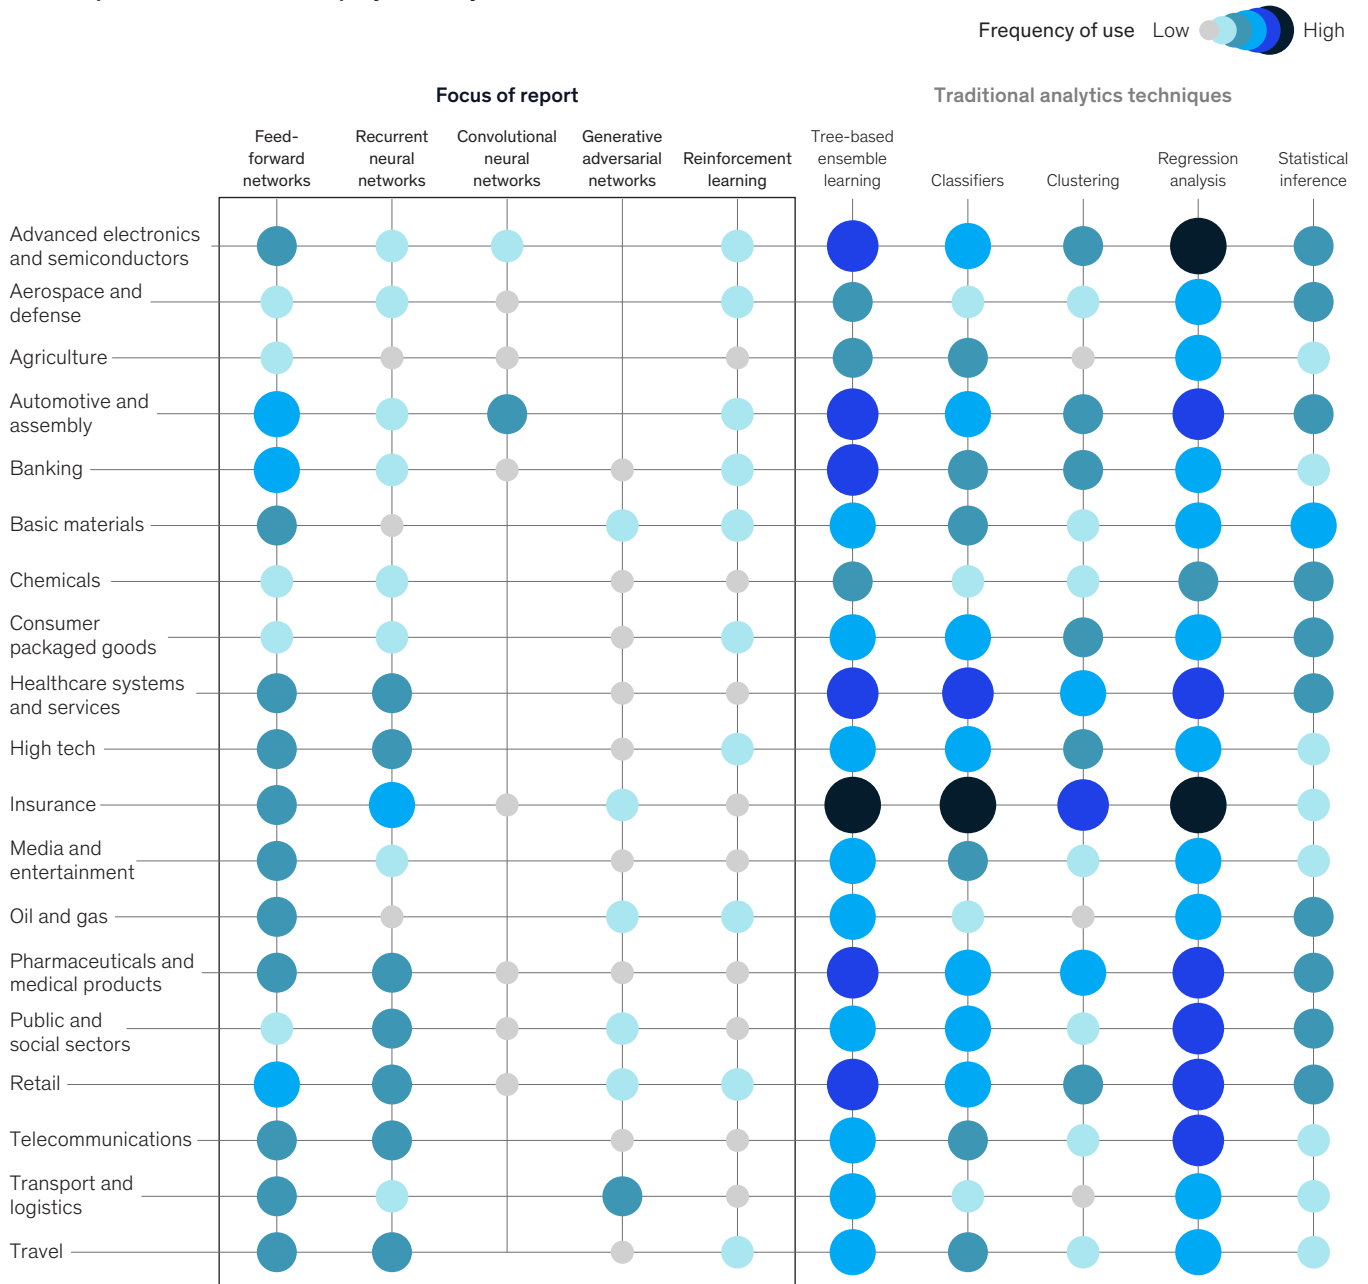 Frequency of use Low High
Focus of report
Traditional analytics techniques
Feed-
forward
networks
Recurrent
neural
networks
Convolutional
neural
networks
Generative
adversarial
networks
Reinforcement
learning
Tree-based
ensemble
learning
Classifiers
Clustering
Regression
analysis
Statistical
inference
Advanced electronics
and semiconductors
Aerospace and
defense
Agriculture
Automotive and
assembly
Banking
Basic materials
Chemicals
Consumer
packaged goods
Healthcare systems
and services
High tech
Insurance
Media and
entertainment
Oil and gas
Pharmaceuticals and
medical products
Public and
social sectors
Retail
Telecommunications
Transport and
logistics
Travel